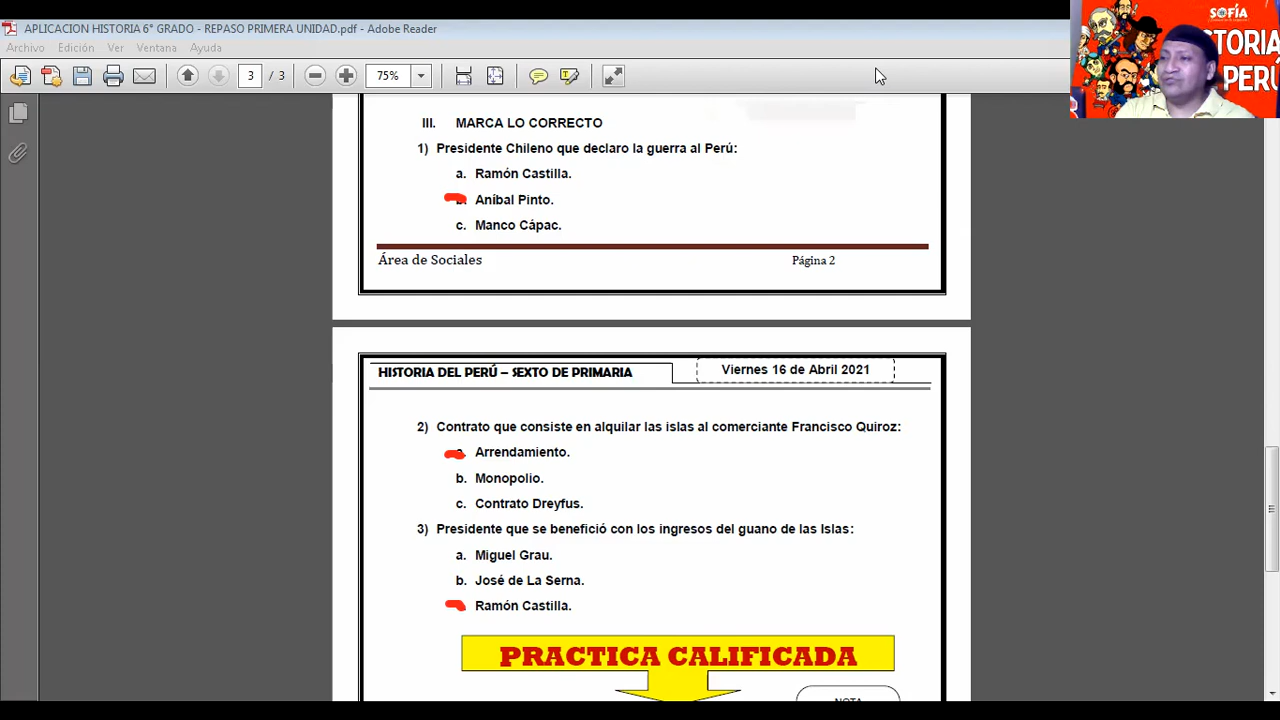 APLICACION HISTORIA 6° GRADO - REPASO PRIMERA UNIDAD.pdf - Adobe Reader
Archivo Edición Ver Ventana Ayuda
3 / 3 75%
SOFÍA
HISTORIA
PERÚ
III. MARCA LO CORRECTO
1) Presidente Chileno que declaro la guerra al Perú:
a. Ramón Castilla.
b. Aníbal Pinto.
c. Manco Cápac.
Área de Sociales Página 2
HISTORIA DEL PERÚ – SEXTO DE PRIMARIA Viernes 16 de Abril 2021
2) Contrato que consiste en alquilar las islas al comerciante Francisco Quiroz:
a. Arrendamiento.
b. Monopolio.
c. Contrato Dreyfus.
3) Presidente que se benefició con los ingresos del guano de las Islas:
a. Miguel Grau.
b. José de La Serna.
Ramón Castilla.
PRACTICA CALIFICADA
NOTA